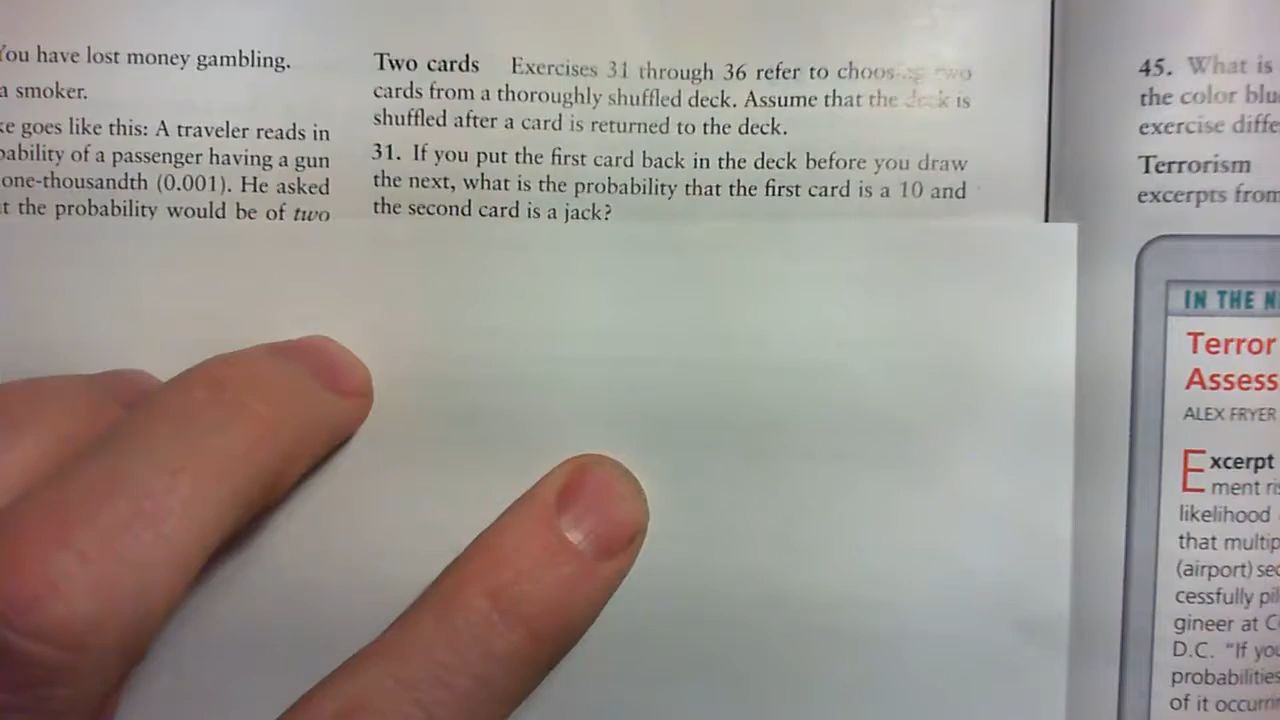 You have lost money gambling.
a smoker.
ke goes like this: A traveler reads in
bability of a passenger having a gun
one-thousandth (0.001). He asked
t the probability would be of two
Two cards Exercises 31 through 36 refer to choosing two
cards from a thoroughly shuffled deck. Assume that the deck is
shuffled after a card is returned to the deck.
31. If you put the first card back in the deck before you draw
the next, what is the probability that the first card is a 10 and
the second card is a jack?
45. What is
the color blu
exercise diffe
Terrorism
excerpts from
IN THE N
Terror
Assess
ALEX FRYER
Excerpt
ment ris
likelihood
that multip
(airport) sec
cessfully pil
gineer at C
D.C. "If you
probabilities
of it occurri